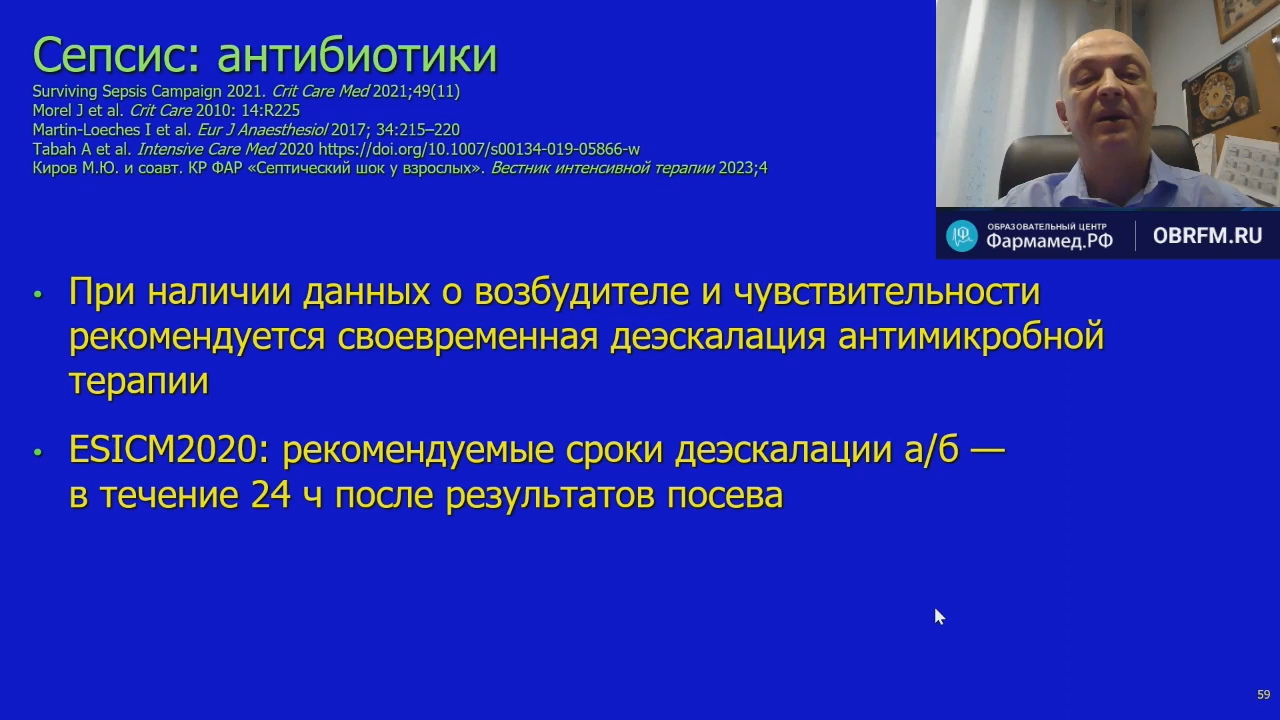 Сепсис: антибиотики
Surviving Sepsis Campaign 2021. Crit Care Med 2021;49(11)
Morel J et al. Crit Care 2010: 14:R225
Martin-Loeches I et al. Eur J Anaesthesiol 2017; 34:215–220
Tabah A et al. Intensive Care Med 2020 https://doi.org/10.1007/s00134-019-05866-w
Киров М.Ю. и соавт. КР ФАР «Септический шок у взрослых». Вестник интенсивной терапии 2023;4
ОБРАЗОВАТЕЛЬНЫЙ ЦЕНТР
Фармамед.РФ
OBRFM.RU
• При наличии данных о возбудителе и чувствительности
рекомендуется своевременная деэскалация антимикробной
терапии
• ESICM2020: рекомендуемые сроки деэскалации а/б —
в течение 24 ч после результатов посева
59